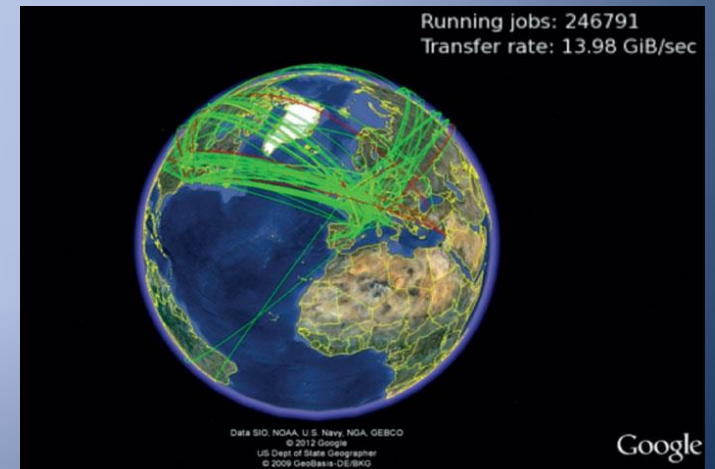 Running jobs: 246791
Transfer rate: 13.98 GiB/sec
Data SIO, NOAA, U.S. Navy, NGA, GEBCO
© 2012 Google
US Dept of State Geographer
© 2009 GeoBasis-DE/BKG
Google